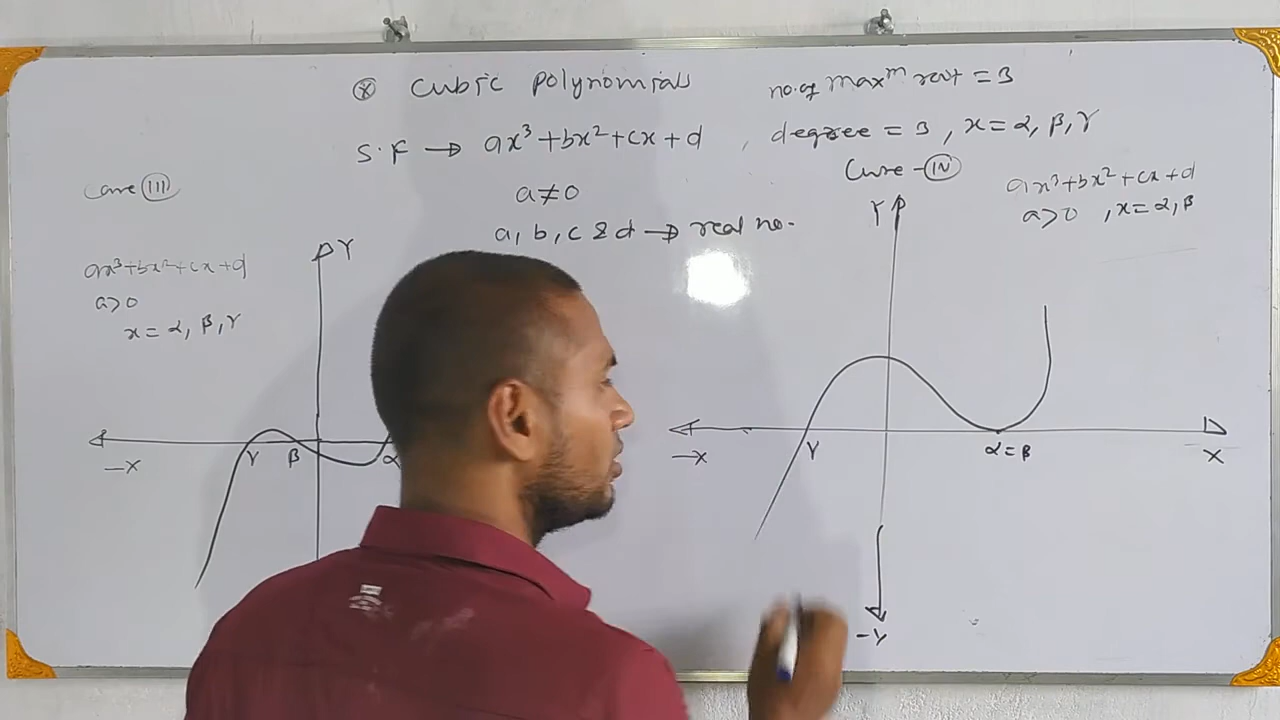 ⓧ Cubic polynomials
no. of maxᵐ root = 3
S.F → ax³+bx²+cx+d , degree = 3 , x=α, β, γ
a≠0
a, b, c & d → real no.
Case (III)
ax³+bx²+cx+d
a>0
x=α, β, γ
Y
-X
γ β α
Case-(IV)
ax³+bx²+cx+d
a>0 , x=α, β
Y
-X
γ
α=β
X
-Y